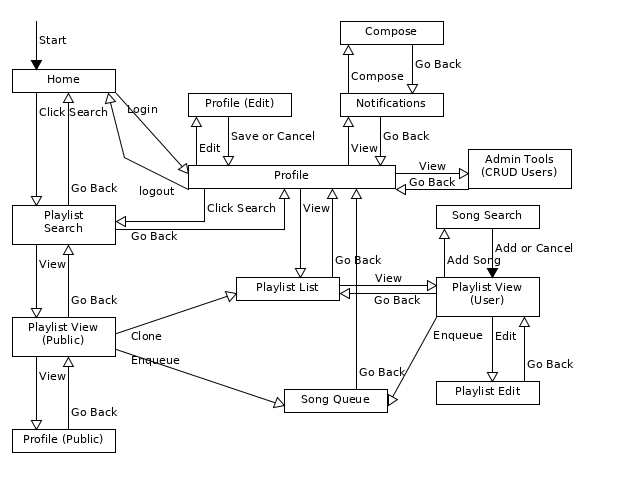 Start
Compose
Go Back
Home
Compose
Click Search
Login
Profile (Edit)
Notifications
Save or Cancel
Go Back
Edit
View
Admin Tools
(CRUD Users)
View
Profile
Go Back
Go Back
logout
Click Search
View
Playlist
Search
Song Search
Go Back
Add or Cancel
View
Go Back
Add Song
View
Playlist List
Playlist View
(User)
Go Back
Go Back
Playlist View
(Public)
Clone
Enqueue
Edit
Enqueue
Go Back
View
Go Back
Playlist Edit
Song Queue
Go Back
Profile (Public)